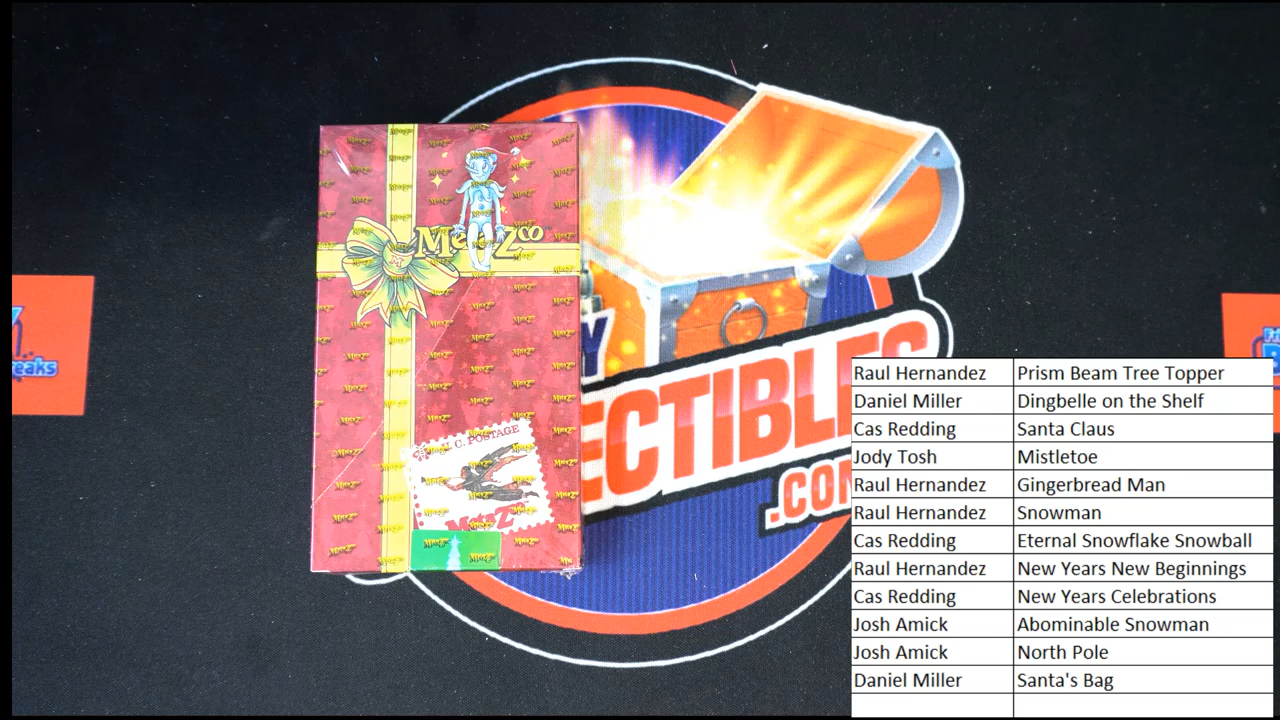 MetaZoo
N.C. POSTAGE
MetaZoo
Y
ECTIBLES
.CO
eaks
Raul Hernandez Prism Beam Tree Topper
Daniel Miller Dingbelle on the Shelf
Cas Redding Santa Claus
Jody Tosh Mistletoe
Raul Hernandez Gingerbread Man
Raul Hernandez Snowman
Cas Redding Eternal Snowflake Snowball
Raul Hernandez New Years New Beginnings
Cas Redding New Years Celebrations
Josh Amick Abominable Snowman
Josh Amick North Pole
Daniel Miller Santa's Bag